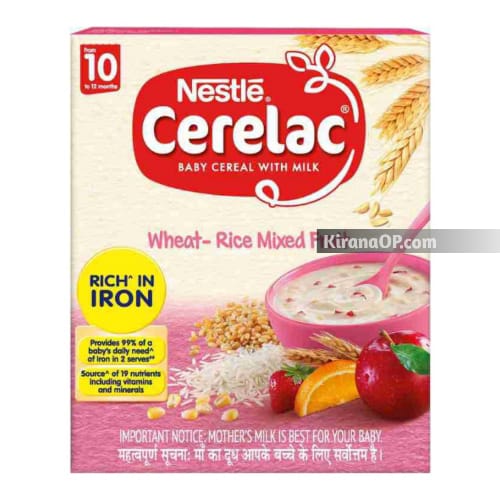 from
10
to 12 months
Nestlé®
Cerelac®
BABY CEREAL WITH MILK
Wheat- Rice Mixed
KiranaOP.com
RICH^ IN
IRON
Provides 99% of a
baby's daily need^
of Iron in 2 serves**
Source^ of 19 nutrients
including vitamins
and minerals
IMPORTANT NOTICE: MOTHER'S MILK IS BEST FOR YOUR BABY.
महत्वपूर्ण सूचना: माँ का दूध आपके बच्चे के लिए सर्वोत्तम है।